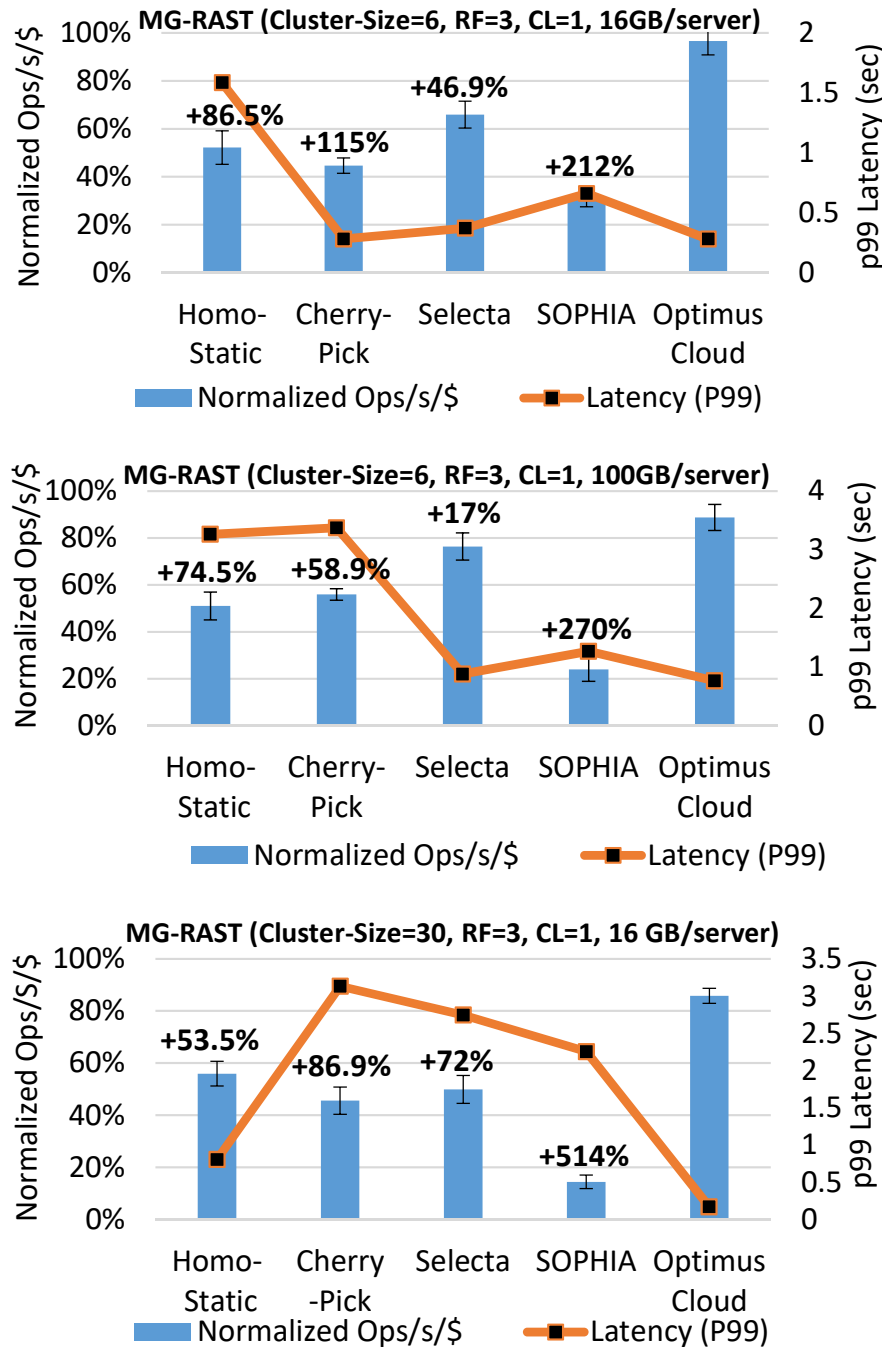 MG-RAST (Cluster-Size=6, RF=3, CL=1, 16GB/server)
Normalized Ops/s/$
100%
80%
60%
40%
20%
0%
+86.5%
+115%
+46.9%
+212%
2
1.5
1
0.5
0
p99 Latency (sec)
Homo-
Static
Cherry-
Pick
Selecta
SOPHIA
Optimus
Cloud
Normalized Ops/s/$
Latency (P99)
MG-RAST (Cluster-Size=6, RF=3, CL=1, 100GB/server)
Normalized Ops/s/$
100%
80%
60%
40%
20%
0%
+74.5%
+58.9%
+17%
+270%
4
3
2
1
0
p99 Latency (sec)
Homo-
Static
Cherry-
Pick
Selecta
SOPHIA
Optimus
Cloud
Normalized Ops/s/$
Latency (P99)
MG-RAST (Cluster-Size=30, RF=3, CL=1, 16 GB/server)
Normalized Ops/S/$
100%
80%
60%
40%
20%
0%
+53.5%
+86.9%
+72%
+514%
3.5
3
2.5
2
1.5
1
0.5
0
p99 Latency (sec)
Homo-
Static
Cherry
-Pick
Selecta
SOPHIA
Optimus
Cloud
Normalized Ops/s/$
Latency (P99)